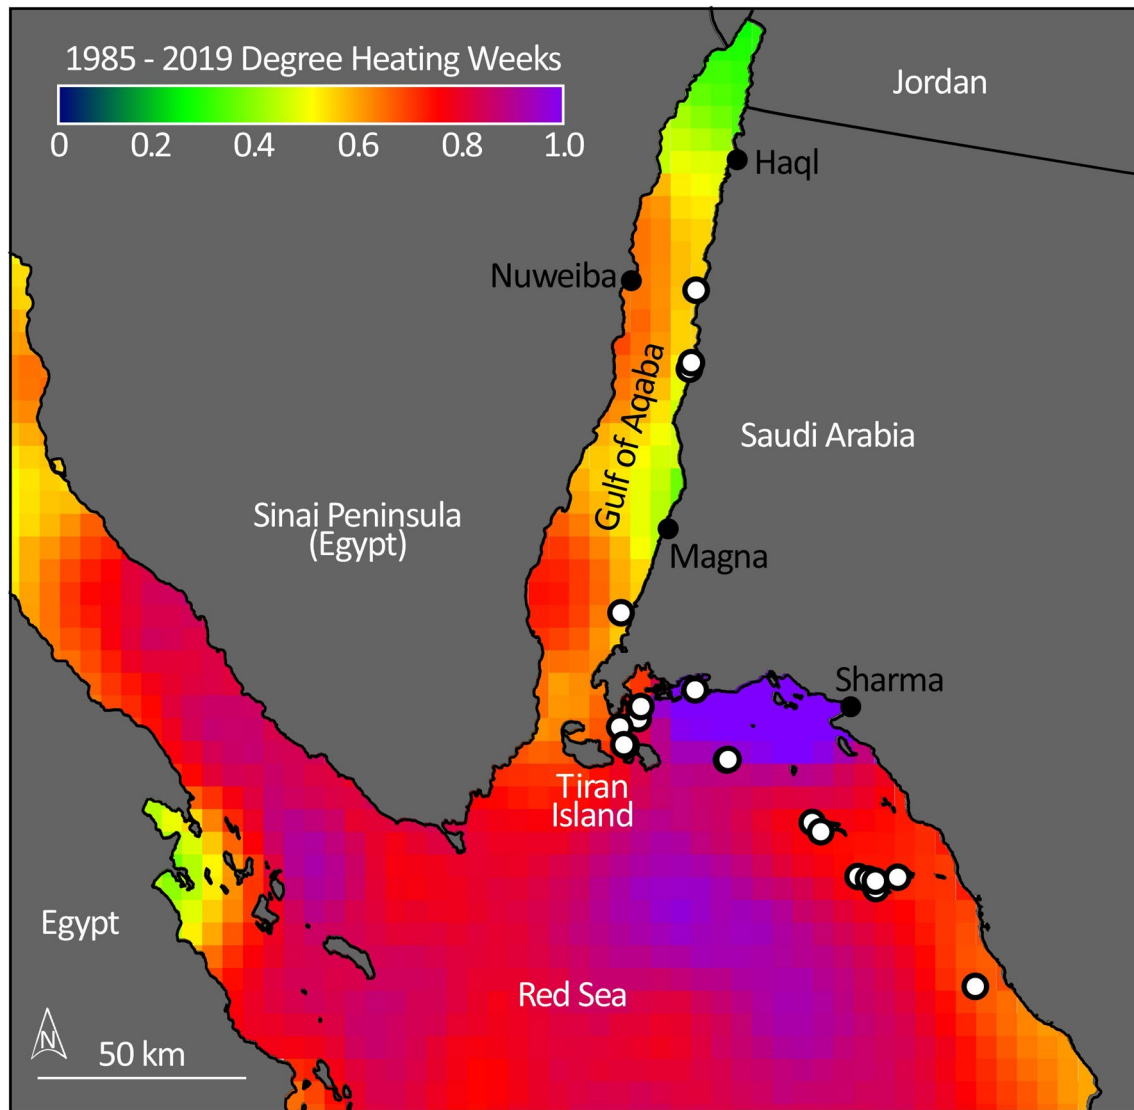 1985 - 2019 Degree Heating Weeks
0 0.2 0.4 0.6 0.8 1.0
Jordan
Haql
Nuweiba
Gulf of Aqaba
Saudi Arabia
Sinai Peninsula
(Egypt)
Magna
Sharma
Tiran
Island
Egypt
Red Sea
N
50 km